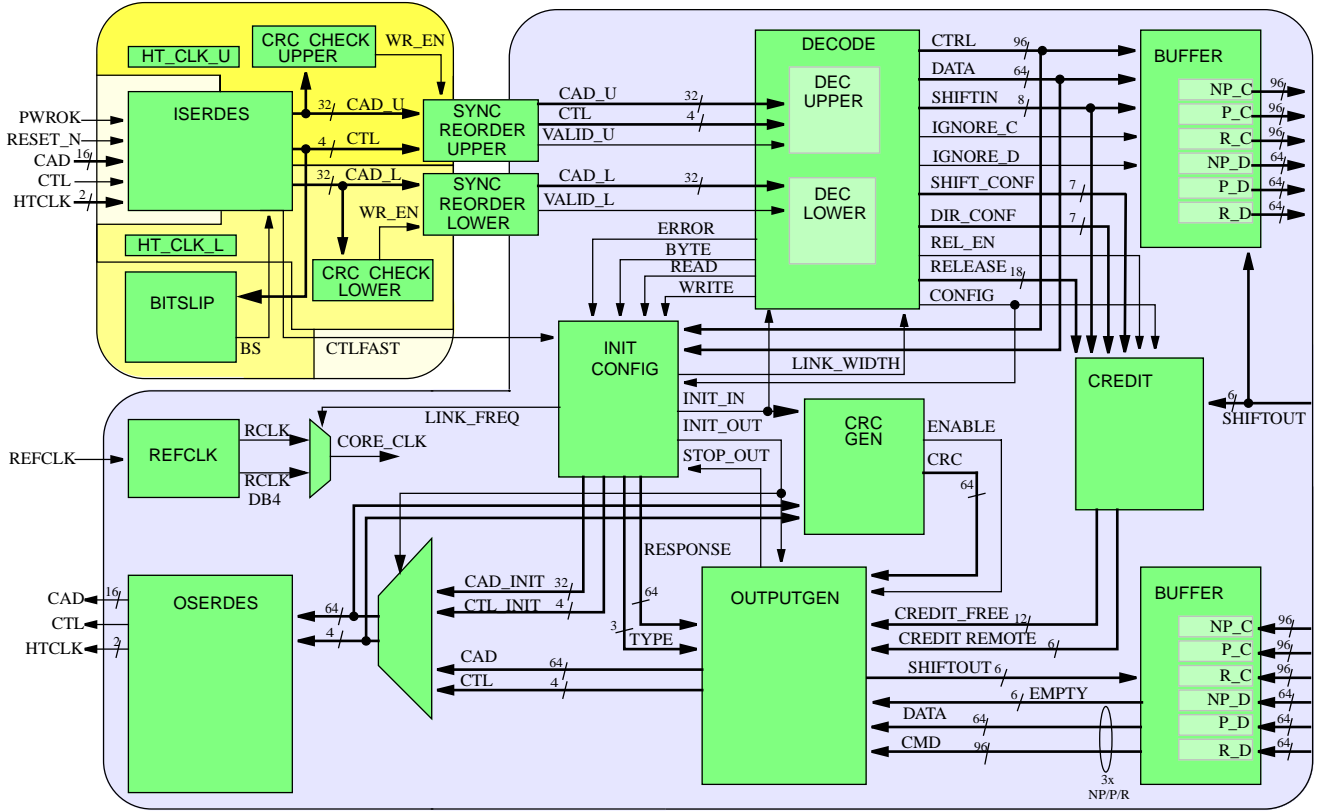 HT_CLK_U
CRC CHECK
UPPER
WR_EN
ISERDES
PWROK
RESET_N
CAD
16
CTL
HTCLK
2
32
CAD_U
4
CTL
32
CAD_L
WR_EN
HT_CLK_L
CRC CHECK
LOWER
BITSLIP
BS
CTLFAST
SYNC
REORDER
UPPER
SYNC
REORDER
LOWER
CAD_U
32
CTL
4
VALID_U
CAD_L
32
VALID_L
DECODE
DEC
UPPER
DEC
LOWER
ERROR
BYTE
READ
WRITE
CTRL
96
DATA
64
SHIFTIN
8
IGNORE_C
IGNORE_D
SHIFT_CONF
7
DIR_CONF
7
REL_EN
RELEASE
18
CONFIG
BUFFER
NP_C
96
P_C
96
R_C
96
NP_D
64
P_D
64
R_D
64
INIT
CONFIG
LINK_WIDTH
CREDIT
6
SHIFTOUT
INIT_IN
INIT_OUT
STOP_OUT
LINK_FREQ
CRC
GEN
ENABLE
CRC
64
REFCLK
REFCLK
RCLK
RCLK
DB4
CORE_CLK
RESPONSE
OSERDES
CAD
16
CTL
HTCLK
2
64
4
CAD_INIT
32
CTL_INIT
4
64
3
TYPE
CAD
64
CTL
4
OUTPUTGEN
CREDIT_FREE
12
CREDIT REMOTE
6
SHIFTOUT
6
6
EMPTY
DATA
64
CMD
96
3x
NP/P/R
BUFFER
NP_C
96
P_C
96
R_C
96
NP_D
64
P_D
64
R_D
64